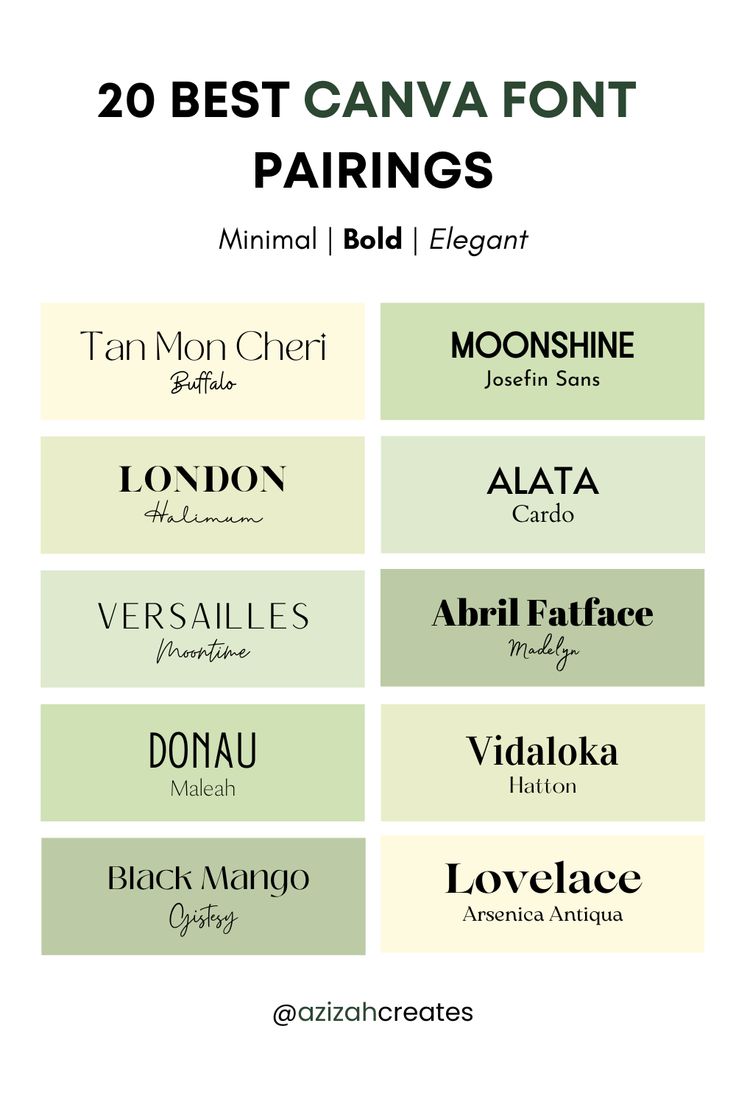 20 BEST CANVA FONT
PAIRINGS
Minimal | Bold | Elegant
Tan Mon Cheri
Buffalo
MOONSHINE
Josefin Sans
LONDON
Halimum
ALATA
Cardo
VERSAILLES
Moontime
Abril Fatface
Madelyn
DONAU
Maleah
Vidaloka
Hatton
Black Mango
Gistesy
Lovelace
Arsenica Antiqua
@azizahcreates